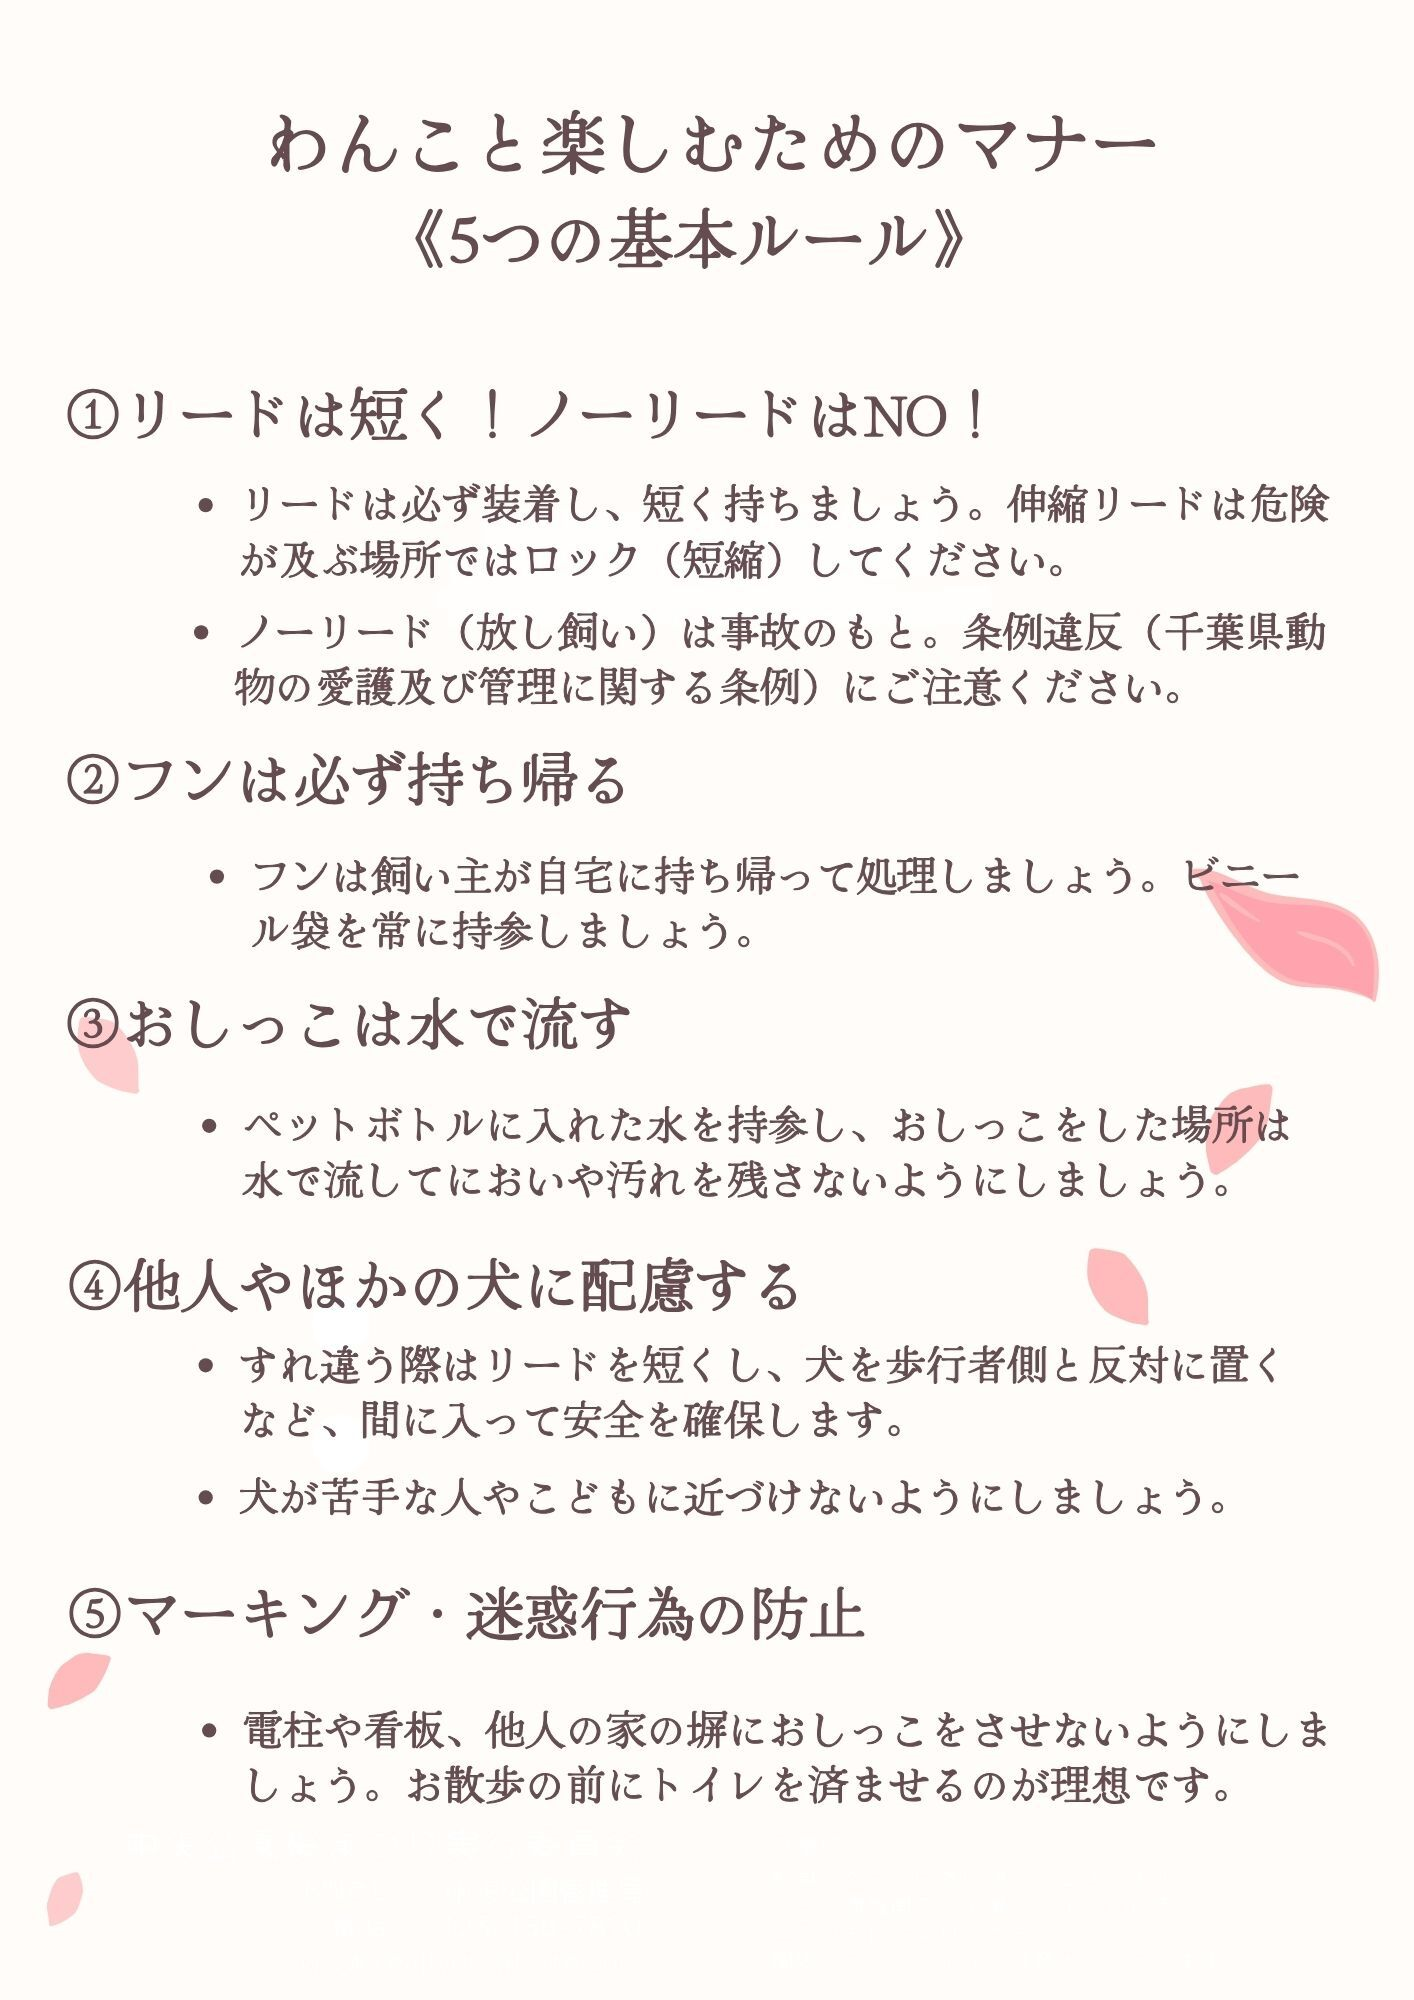 わんこと楽しむためのマナー
《5つの基本ルール》
①リードは短く！ノーリードはNO！
• リードは必ず装着し、短く持ちましょう。伸縮リードは危険
が及ぶ場所ではロック（短縮）してください。
• ノーリード（放し飼い）は事故のもと。条例違反（千葉県動
物の愛護及び管理に関する条例）にご注意ください。
②フンは必ず持ち帰る
• フンは飼い主が自宅に持ち帰って処理しましょう。ビニー
ル袋を常に持参しましょう。
③おしっこは水で流す
• ペットボトルに入れた水を持参し、おしっこをした場所は
水で流してにおいや汚れを残さないようにしましょう。
④他人やほかの犬に配慮する
• すれ違う際はリードを短くし、犬を歩行者側と反対に置く
など、間に入って安全を確保します。
• 犬が苦手な人やこどもに近づけないようにしましょう。
⑤マーキング・迷惑行為の防止
• 電柱や看板、他人の家の塀におしっこをさせないようにしま
しょう。お散歩の前にトイレを済ませるのが理想です。